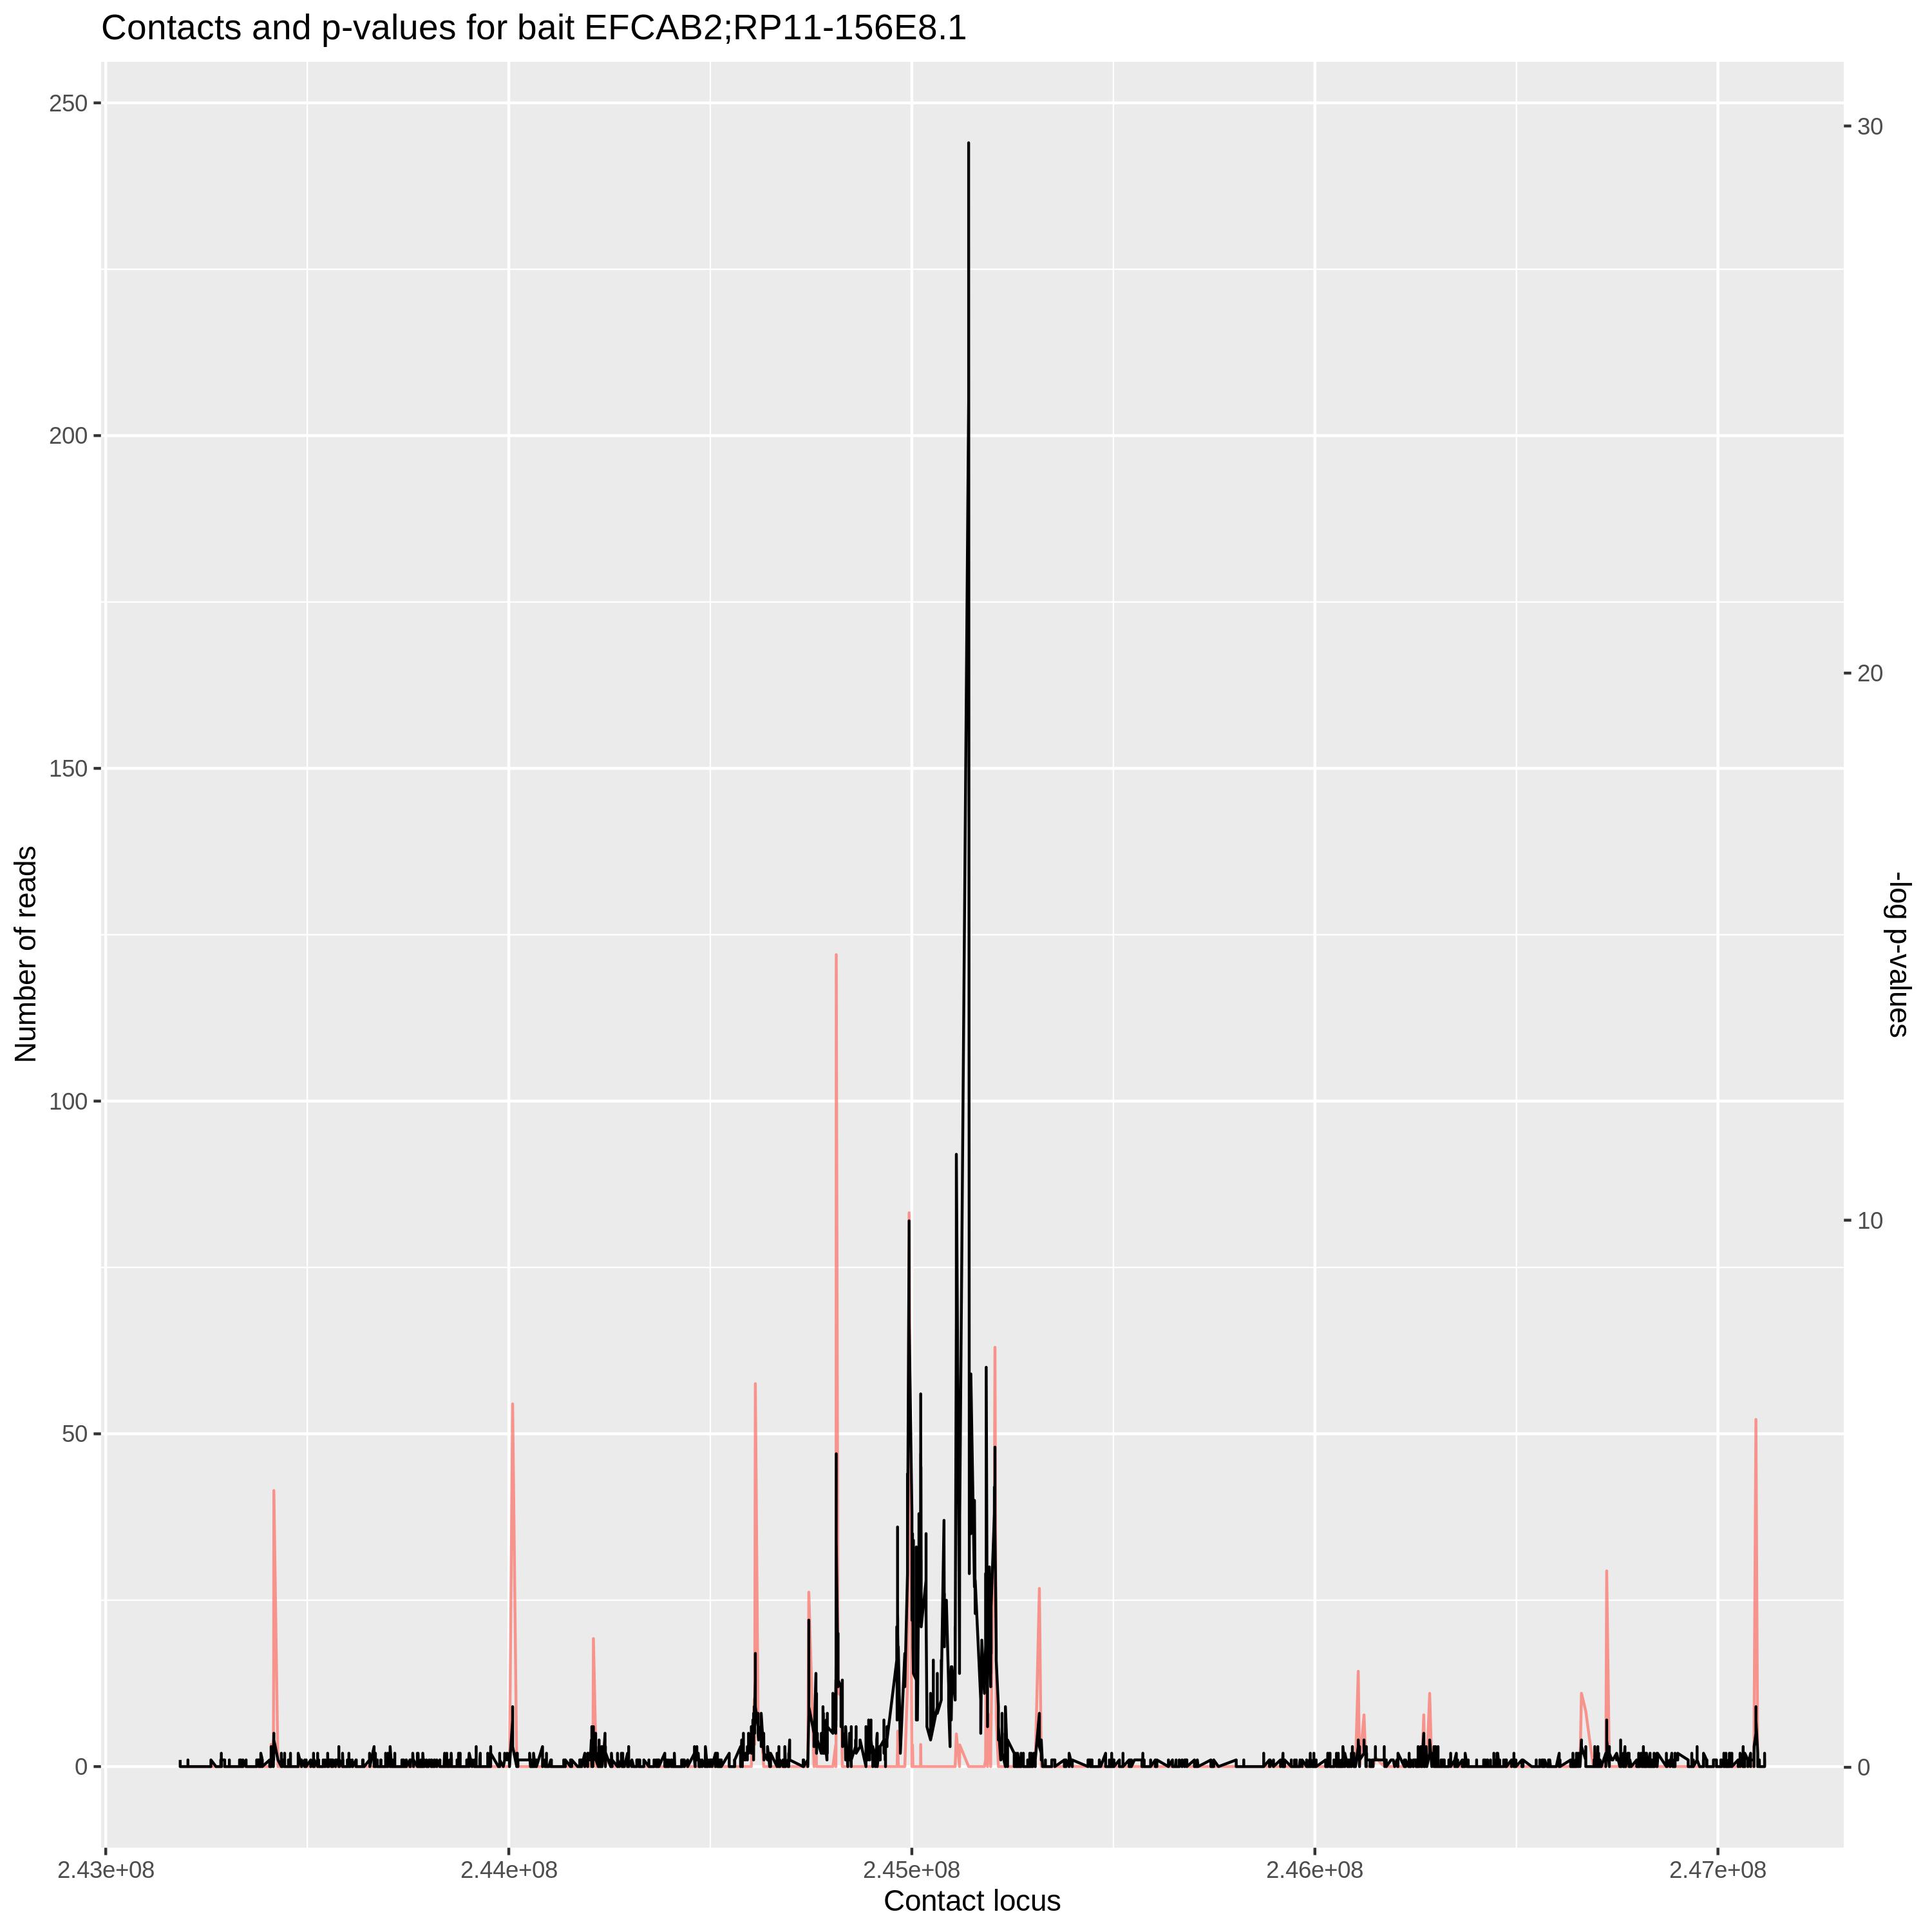 Contacts and p-values for bait EFCAB2;RP11-156E8.1
250
200
150
100
50
0
30
20
10
0
Number of reads
-log p-values
2.43e+08
2.44e+08
2.45e+08
2.46e+08
2.47e+08
Contact locus